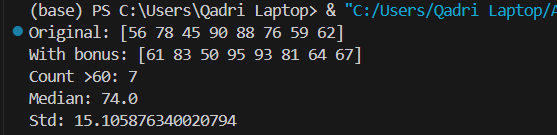 (base) PS C:\Users\Qadri Laptop> & "C:/Users/Qadri Laptop/A
Original: [56 78 45 90 88 76 59 62]
With bonus: [61 83 50 95 93 81 64 67]
Count >60: 7
Median: 74.0
Std: 15.105876340020794